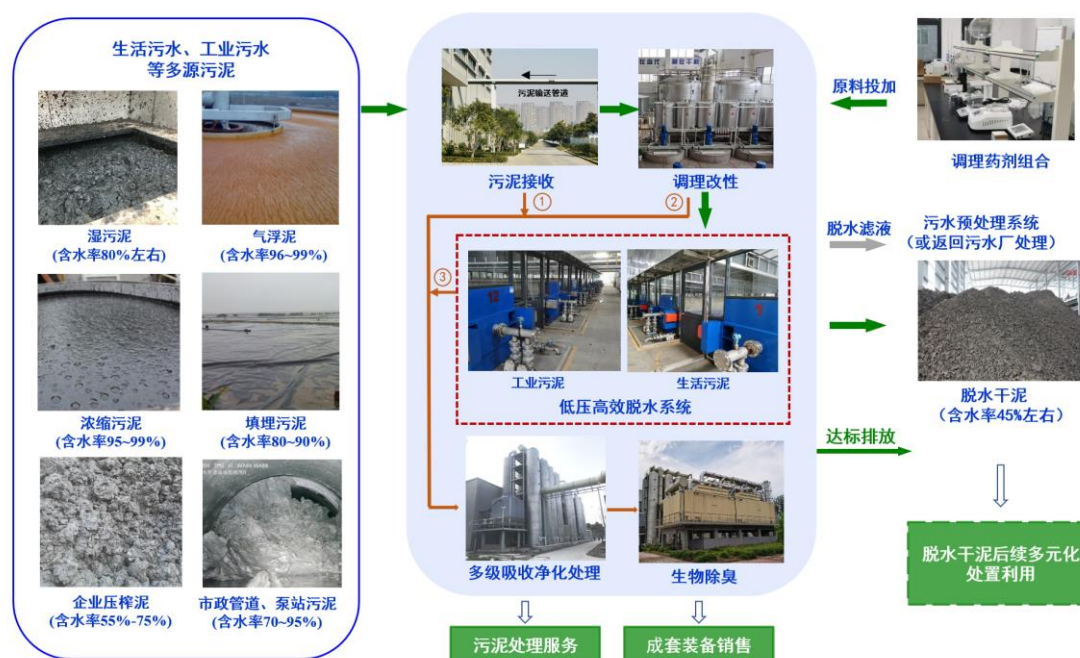 生活污水、工业污水
等多源污泥
湿污泥
(含水率80%左右)
气浮泥
(含水率96~99%)
浓缩污泥
(含水率95~99%)
填埋污泥
(含水率80~90%)
企业压榨泥
(含水率55%-75%)
市政管道、泵站污泥
(含水率70~95%)
污泥输送管道
污泥接收
调理改性
①
②
③
12
1
工业污泥
生活污泥
低压高效脱水系统
多级吸收净化处理
生物除臭
污泥处理服务
成套装备销售
原料投加
调理药剂组合
脱水滤液
污水预处理系统
(或返回污水厂处理)
脱水干泥
(含水率45%左右)
达标排放
脱水干泥后续多元化
处置利用